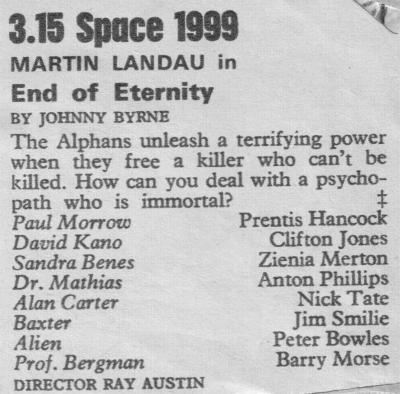 3.15 Space 1999
MARTIN LANDAU in
End of Eternity
BY JOHNNY BYRNE
The Alphans unleash a terrifying power
when they free a killer who can't be
killed. How can you deal with a psycho-
path who is immortal? ‡
Paul Morrow Prentis Hancock
David Kano Clifton Jones
Sandra Benes Zienia Merton
Dr. Mathias Anton Phillips
Alan Carter Nick Tate
Baxter Jim Smilie
Alien Peter Bowles
Prof. Bergman Barry Morse
DIRECTOR RAY AUSTIN